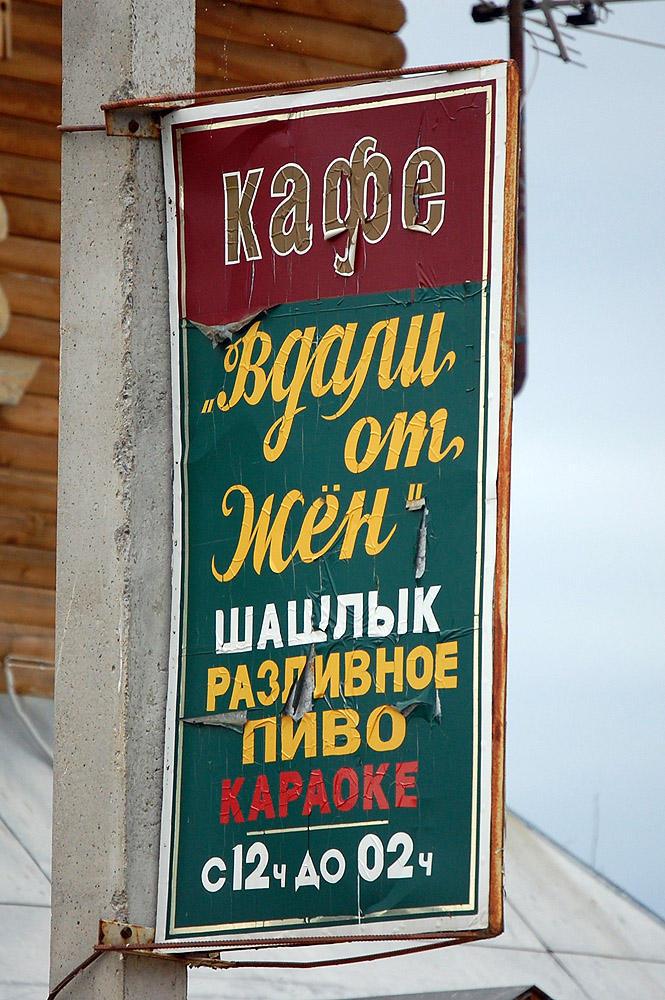 кафе
„Вдали
от
Жён"
ШАШЛЫК
РАЗЛИВНОЕ
ПИВО
КАРАОКЕ
с 12ч до 02ч